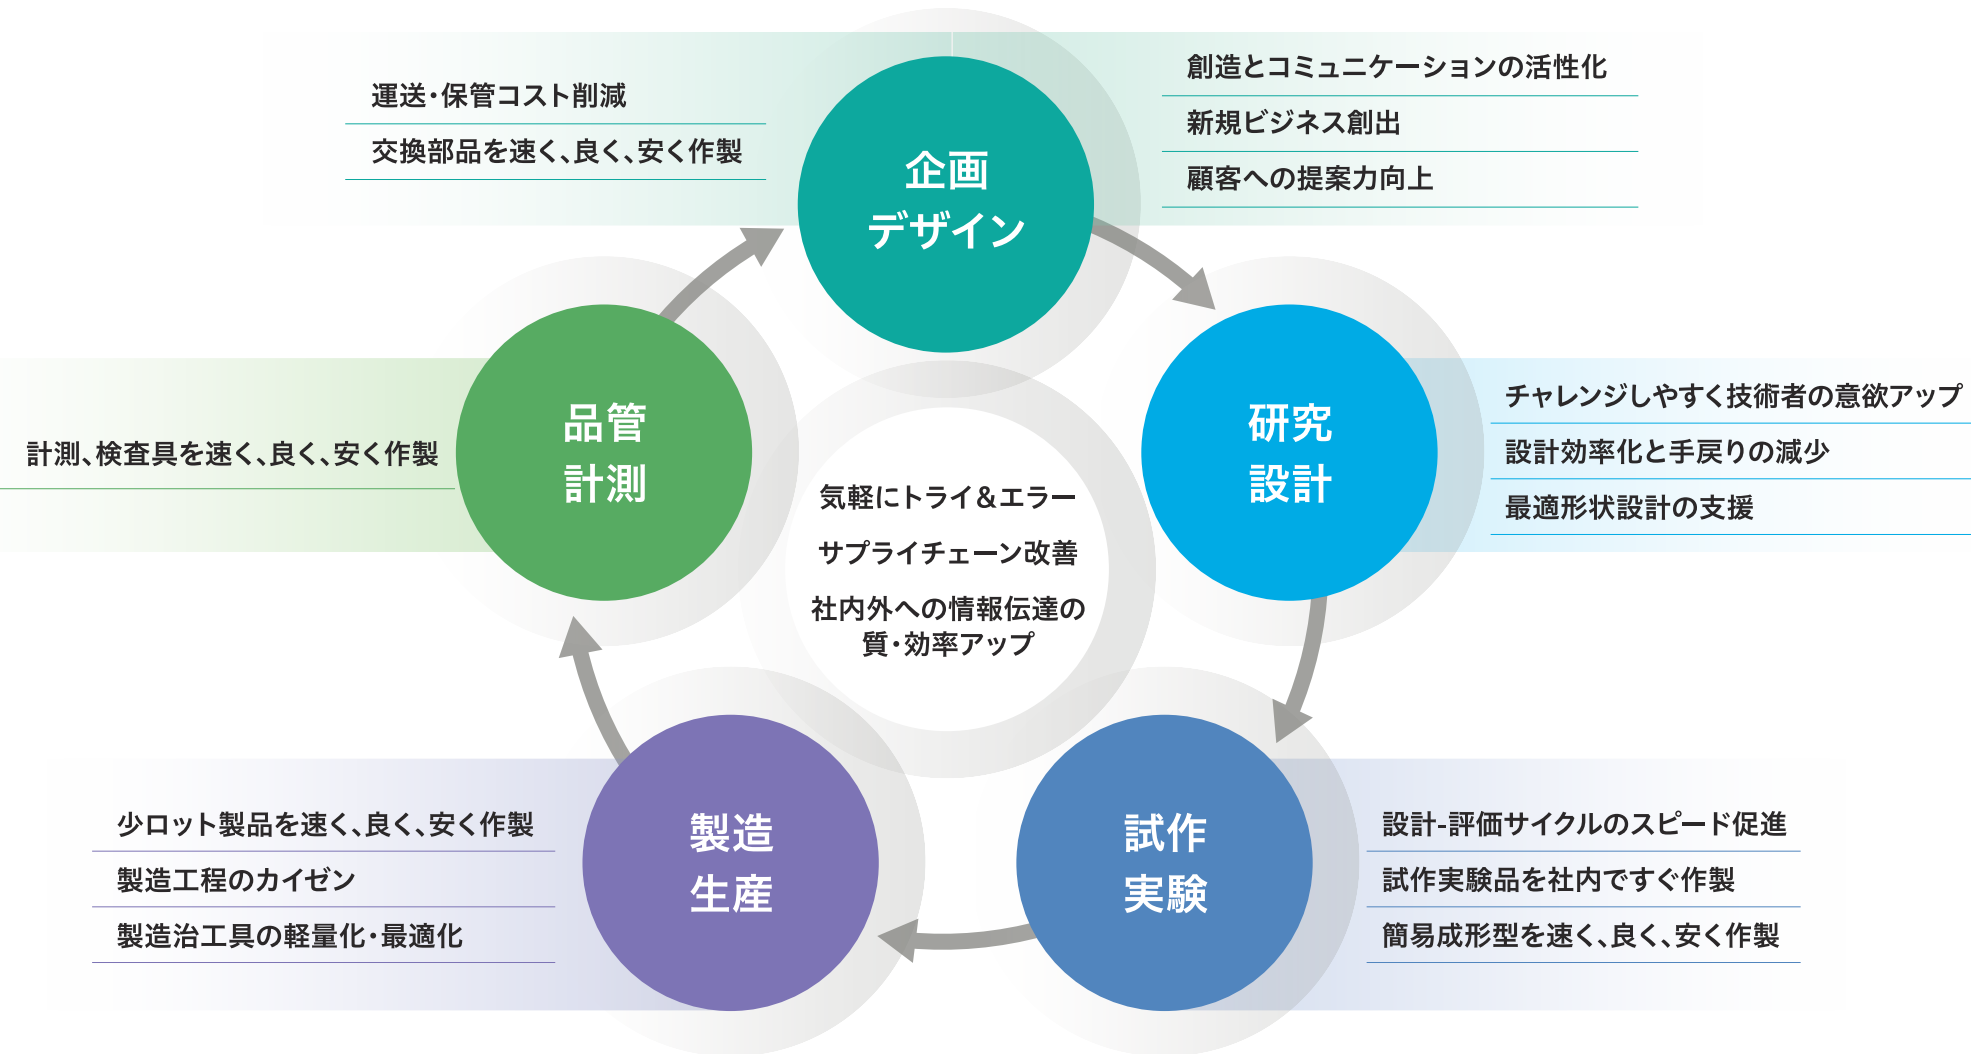 運送・保管コスト削減
交換部品を速く、良く、安く作製
企画
デザイン
創造とコミュニケーションの活性化
新規ビジネス創出
顧客への提案力向上
研究
設計
チャレンジしやすく技術者の意欲アップ
設計効率化と手戻りの減少
最適形状設計の支援
試作
実験
設計-評価サイクルのスピード促進
試作実験品を社内ですぐ作製
簡易成形型を速く、良く、安く作製
製造
生産
少ロット製品を速く、良く、安く作製
製造工程のカイゼン
製造治工具の軽量化・最適化
品管
計測
計測、検査具を速く、良く、安く作製
気軽にトライ&エラー
サプライチェーン改善
社内外への情報伝達の
質・効率アップ